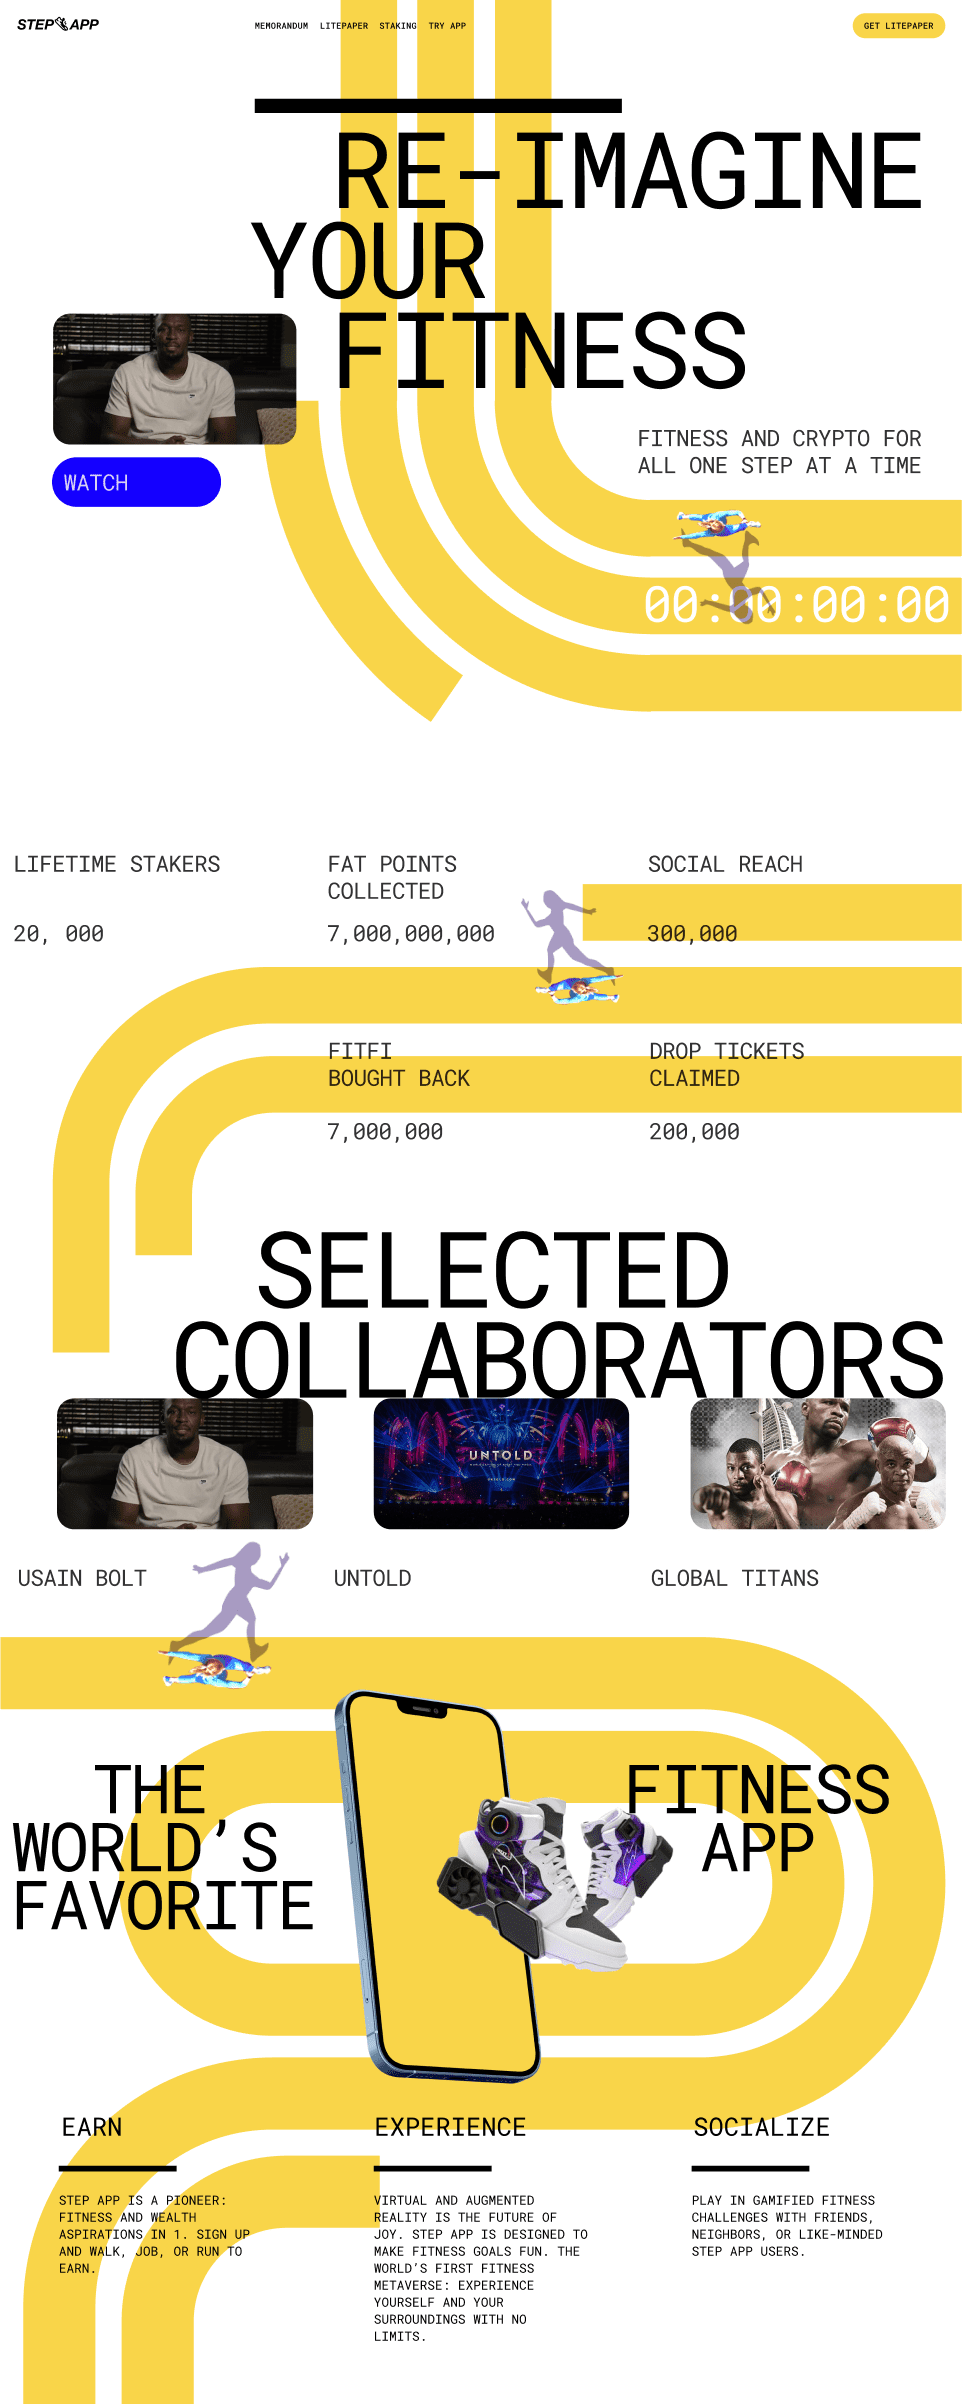 STEP APP
MEMORANDUM LITEPAPER STAKING TRY APP
GET LITEPAPER
RE-IMAGINE
YOUR
FITNESS
WATCH
FITNESS AND CRYPTO FOR
ALL ONE STEP AT A TIME
00:00:00:00
LIFETIME STAKERS
20, 000
FAT POINTS
COLLECTED
7,000,000,000
SOCIAL REACH
300,000
FITFI
BOUGHT BACK
7,000,000
DROP TICKETS
CLAIMED
200,000
SELECTED
COLLABORATORS
UNTOLD
USAIN BOLT
UNTOLD
GLOBAL TITANS
THE
WORLD'S
FAVORITE
FITNESS
APP
EARN
STEP APP IS A PIONEER:
FITNESS AND WEALTH
ASPIRATIONS IN 1. SIGN UP
AND WALK, JOB, OR RUN TO
EARN.
EXPERIENCE
VIRTUAL AND AUGMENTED
REALITY IS THE FUTURE OF
JOY. STEP APP IS DESIGNED TO
MAKE FITNESS GOALS FUN. THE
WORLD'S FIRST FITNESS
METAVERSE: EXPERIENCE
YOURSELF AND YOUR
SURROUNDINGS WITH NO
LIMITS.
SOCIALIZE
PLAY IN GAMIFIED FITNESS
CHALLENGES WITH FRIENDS,
NEIGHBORS, OR LIKE-MINDED
STEP APP USERS.